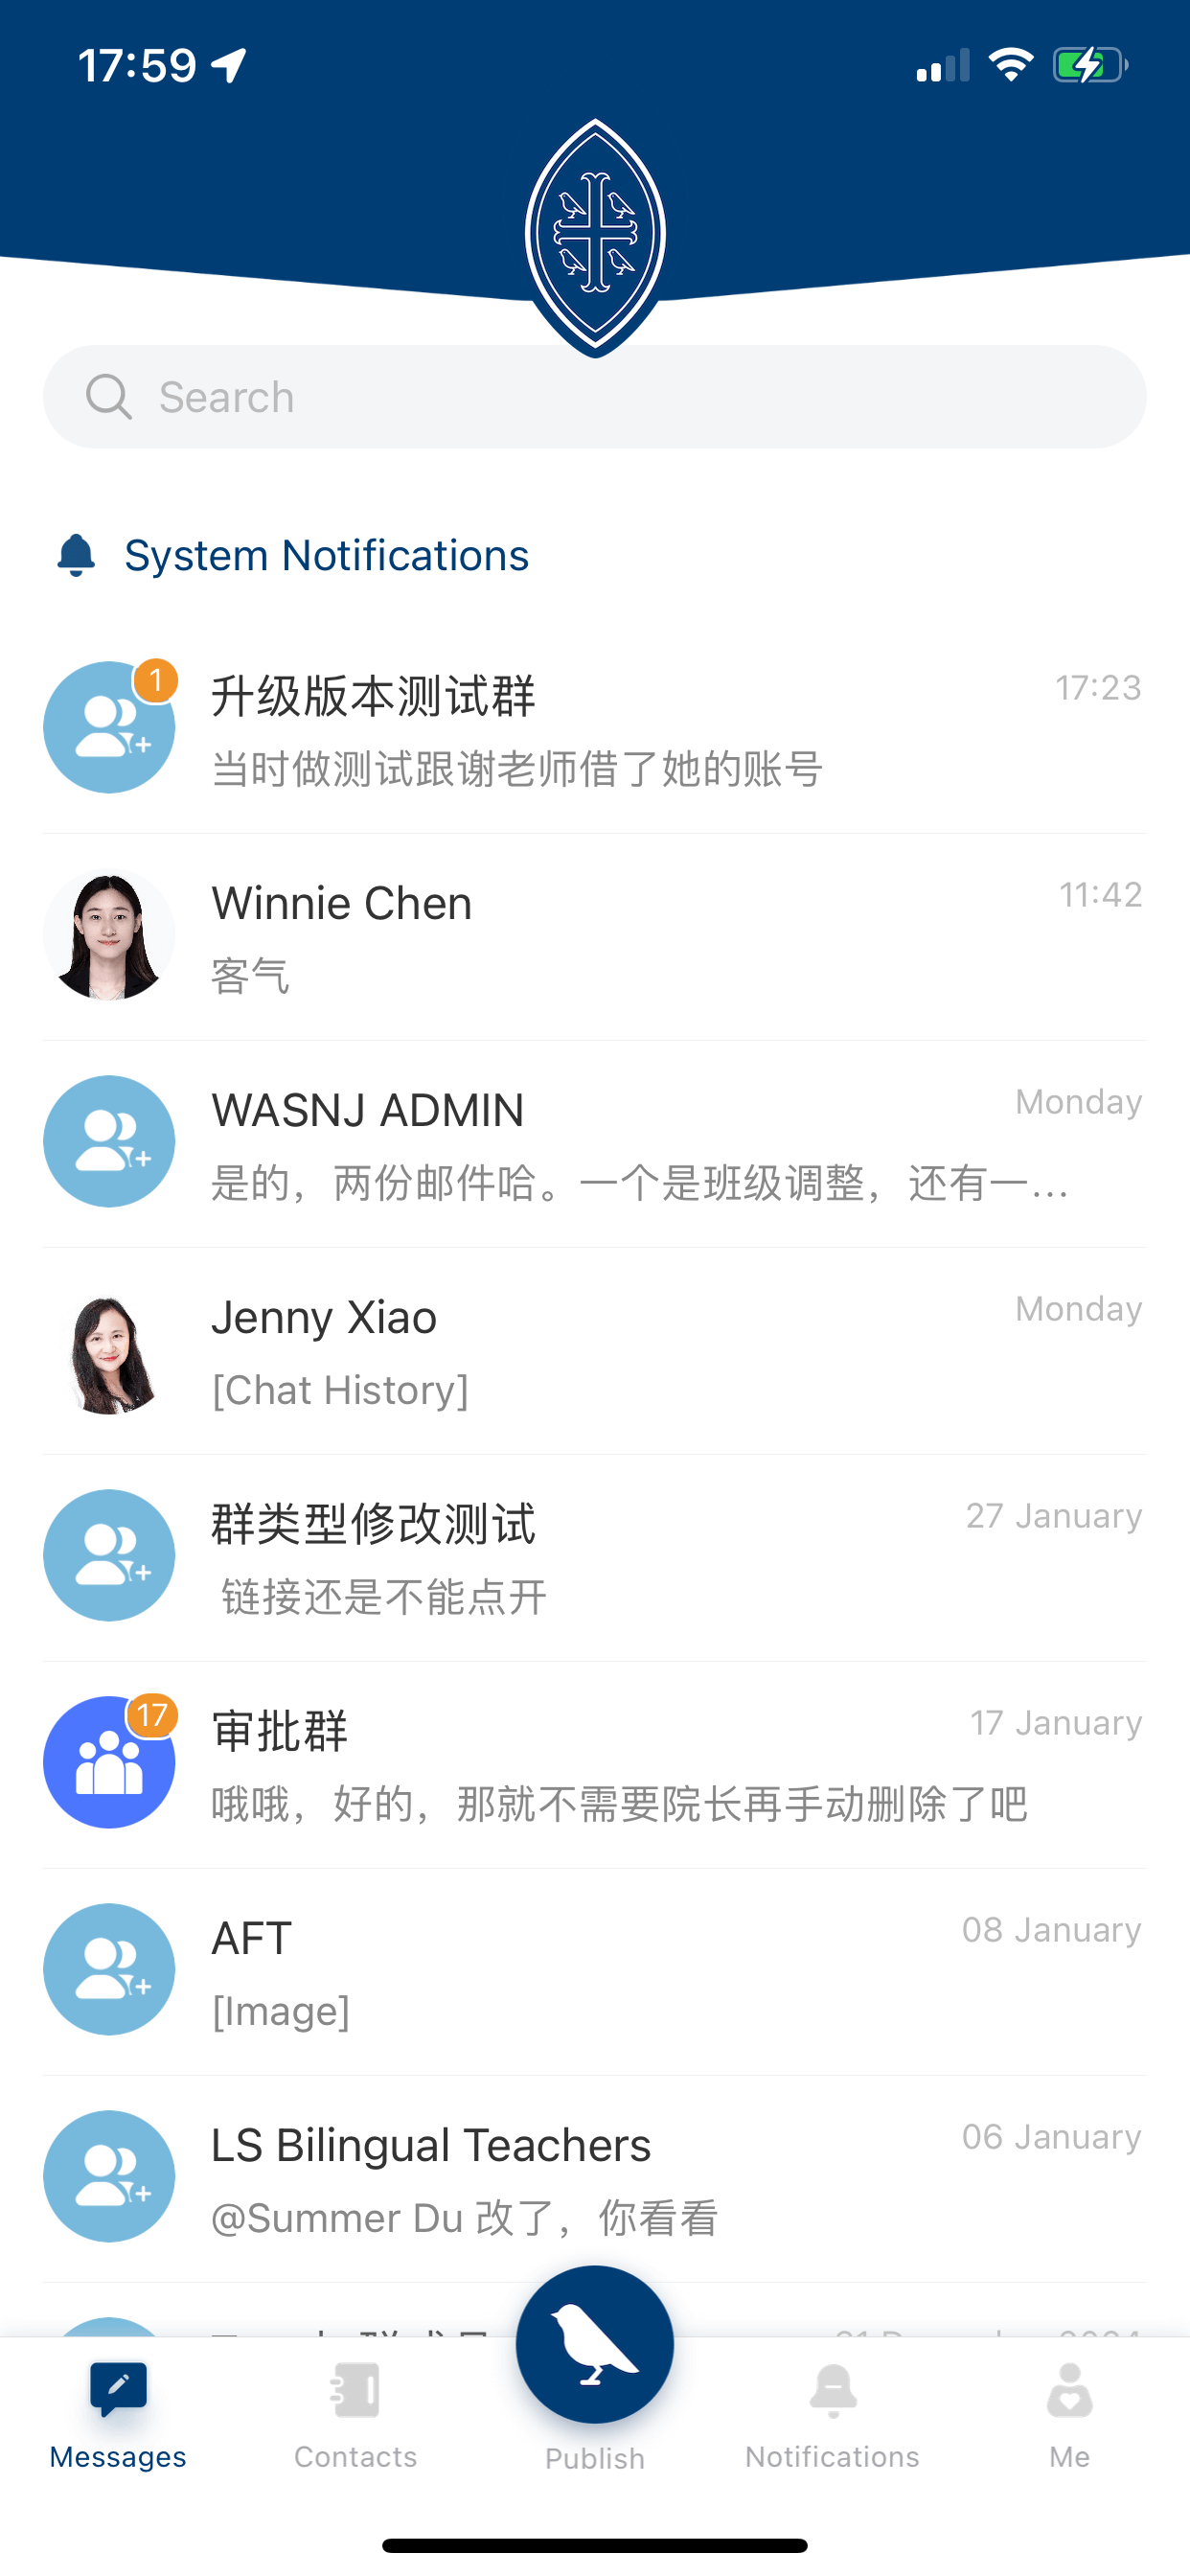 17:59
Search
System Notifications
1
升级版本测试群
17:23
当时做测试跟谢老师借了她的账号
Winnie Chen
11:42
客气
WASNJ ADMIN
Monday
是的，两份邮件哈。一个是班级调整，还有一...
Jenny Xiao
Monday
[Chat History]
群类型修改测试
27 January
链接还是不能点开
17
审批群
17 January
哦哦，好的，那就不需要院长再手动删除了吧
AFT
08 January
[Image]
LS Bilingual Teachers
06 January
@Summer Du 改了，你看看
Messages
Contacts
Publish
Notifications
Me